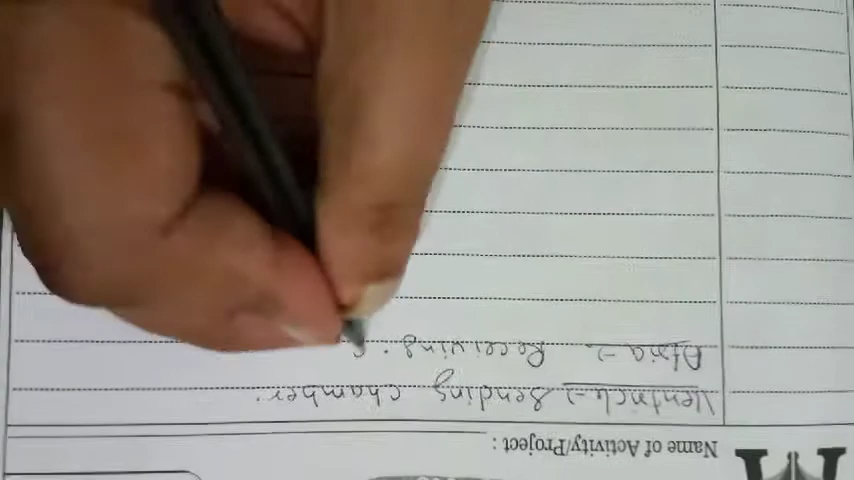 Name of Activity/Project :
Ventricle → Sending chamber.
Atria → Receiving